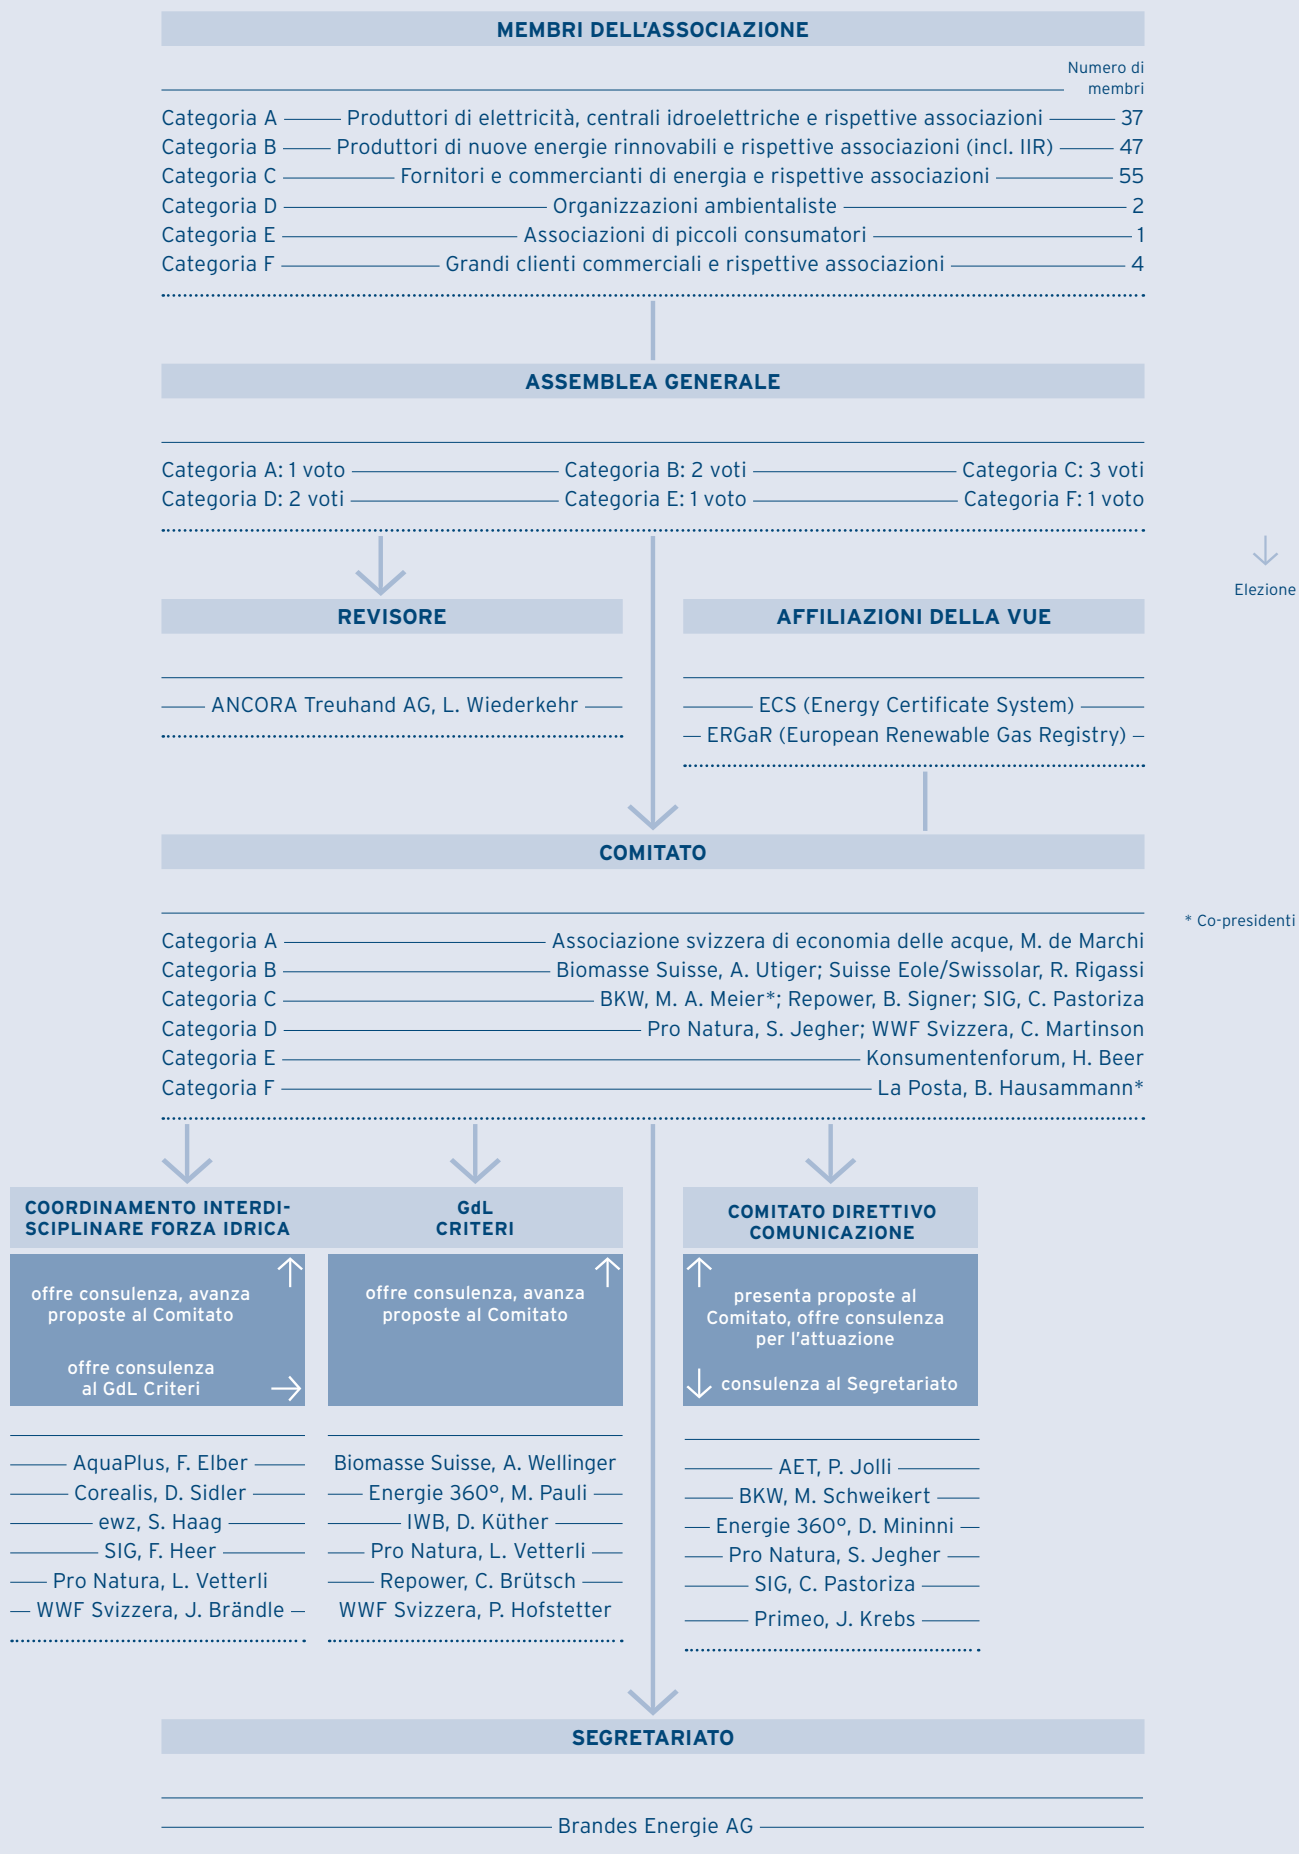 MEMBRI DELL'ASSOCIAZIONE
Numero di
membri
Categoria A Produttori di elettricità, centrali idroelettriche e rispettive associazioni 37
Categoria B Produttori di nuove energie rinnovabili e rispettive associazioni (incl. IIR) 47
Categoria C Fornitori e commercianti di energia e rispettive associazioni 55
Categoria D Organizzazioni ambientaliste 2
Categoria E Associazioni di piccoli consumatori 1
Categoria F Grandi clienti commerciali e rispettive associazioni 4
ASSEMBLEA GENERALE
Categoria A: 1 voto Categoria B: 2 voti Categoria C: 3 voti
Categoria D: 2 voti Categoria E: 1 voto Categoria F: 1 voto
Elezione
REVISORE
ANCORA Treuhand AG, L. Wiederkehr
AFFILIAZIONI DELLA VUE
ECS (Energy Certificate System)
ERGaR (European Renewable Gas Registry)
COMITATO
* Co-presidenti
Categoria A Associazione svizzera di economia delle acque, M. de Marchi
Categoria B Biomasse Suisse, A. Utiger; Suisse Eole/Swissolar, R. Rigassi
Categoria C BKW, M. A. Meier*; Repower, B. Signer; SIG, C. Pastoriza
Categoria D Pro Natura, S. Jegher; WWF Svizzera, C. Martinson
Categoria E Konsumentenforum, H. Beer
Categoria F La Posta, B. Hausammann*
COORDINAMENTO INTERDI-
SCIPLINARE FORZA IDRICA
offre consulenza, avanza
proposte al Comitato
offre consulenza
al GdL Criteri
AquaPlus, F. Elber
Corealis, D. Sidler
ewz, S. Haag
SIG, F. Heer
Pro Natura, L. Vetterli
WWF Svizzera, J. Brändle
GdL
CRITERI
offre consulenza, avanza
proposte al Comitato
Biomasse Suisse, A. Wellinger
Energie 360°, M. Pauli
IWB, D. Küther
Pro Natura, L. Vetterli
Repower, C. Brütsch
WWF Svizzera, P. Hofstetter
COMITATO DIRETTIVO
COMUNICAZIONE
presenta proposte al
Comitato, offre consulenza
per l'attuazione
consulenza al Segretariato
AET, P. Jolli
BKW, M. Schweikert
Energie 360°, D. Mininni
Pro Natura, S. Jegher
SIG, C. Pastoriza
Primeo, J. Krebs
SEGRETARIATO
Brandes Energie AG